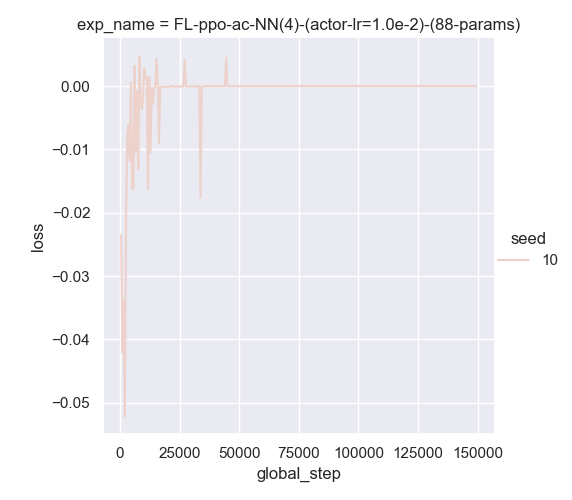 exp_name = FL-ppo-ac-NN(4)-(actor-lr=1.0e-2)-(88-params)
0.00
−0.01
−0.02
−0.03
−0.04
−0.05
loss
0 25000 50000 75000 100000 125000 150000
global_step
seed
10